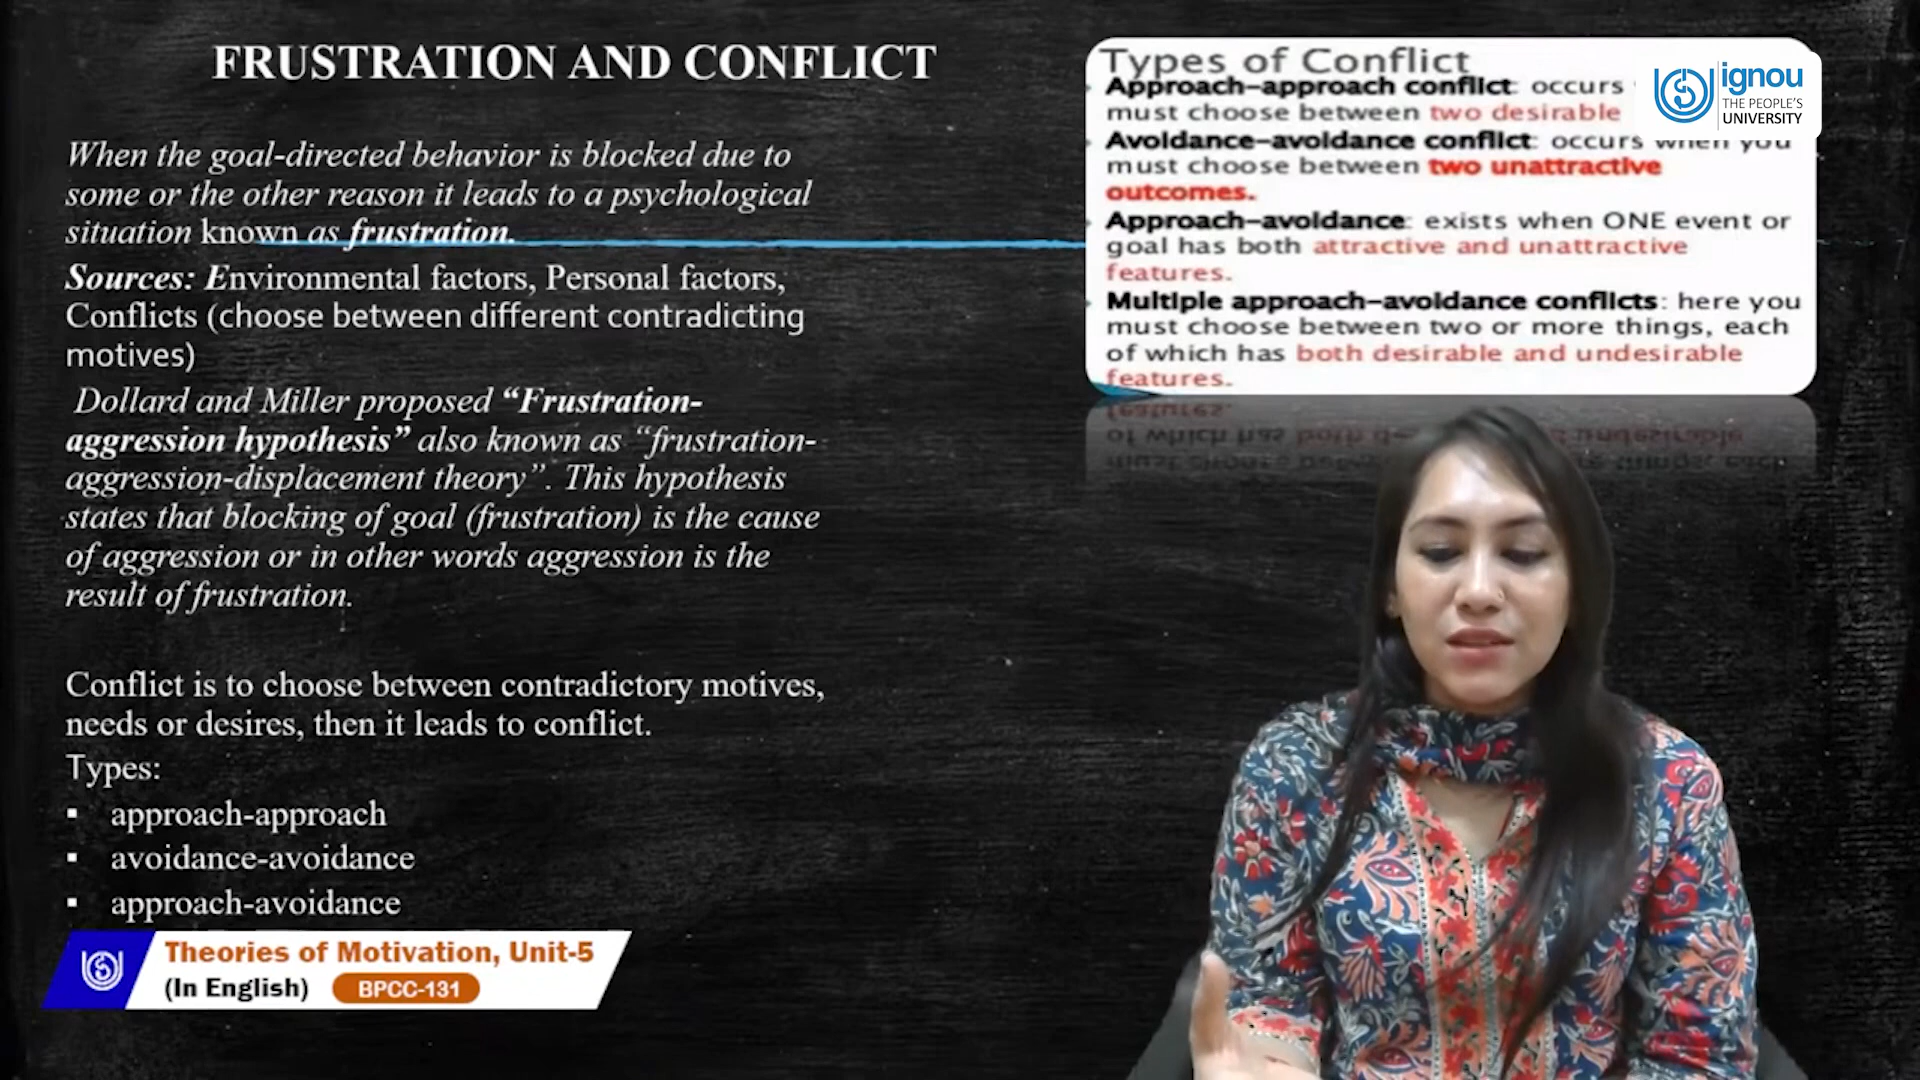 FRUSTRATION AND CONFLICT
When the goal-directed behavior is blocked due to
some or the other reason it leads to a psychological
situation known as frustration.
Sources: Environmental factors, Personal factors,
Conflicts (choose between different contradicting
motives)
Dollard and Miller proposed “Frustration-
aggression hypothesis” also known as “frustration-
aggression-displacement theory”. This hypothesis
states that blocking of goal (frustration) is the cause
of aggression or in other words aggression is the
result of frustration.
Conflict is to choose between contradictory motives,
needs or desires, then it leads to conflict.
Types:
▪ approach-approach
▪ avoidance-avoidance
▪ approach-avoidance
Types of Conflict
Approach-approach conflict: occurs
must choose between two desirable
Avoidance-avoidance conflict: occurs when you
must choose between two unattractive
outcomes.
Approach-avoidance: exists when ONE event or
goal has both attractive and unattractive
features.
Multiple approach-avoidance conflicts: here you
must choose between two or more things, each
of which has both desirable and undesirable
features.
ignou
THE PEOPLE'S
UNIVERSITY
Theories of Motivation, Unit-5
(In English) BPCC-131